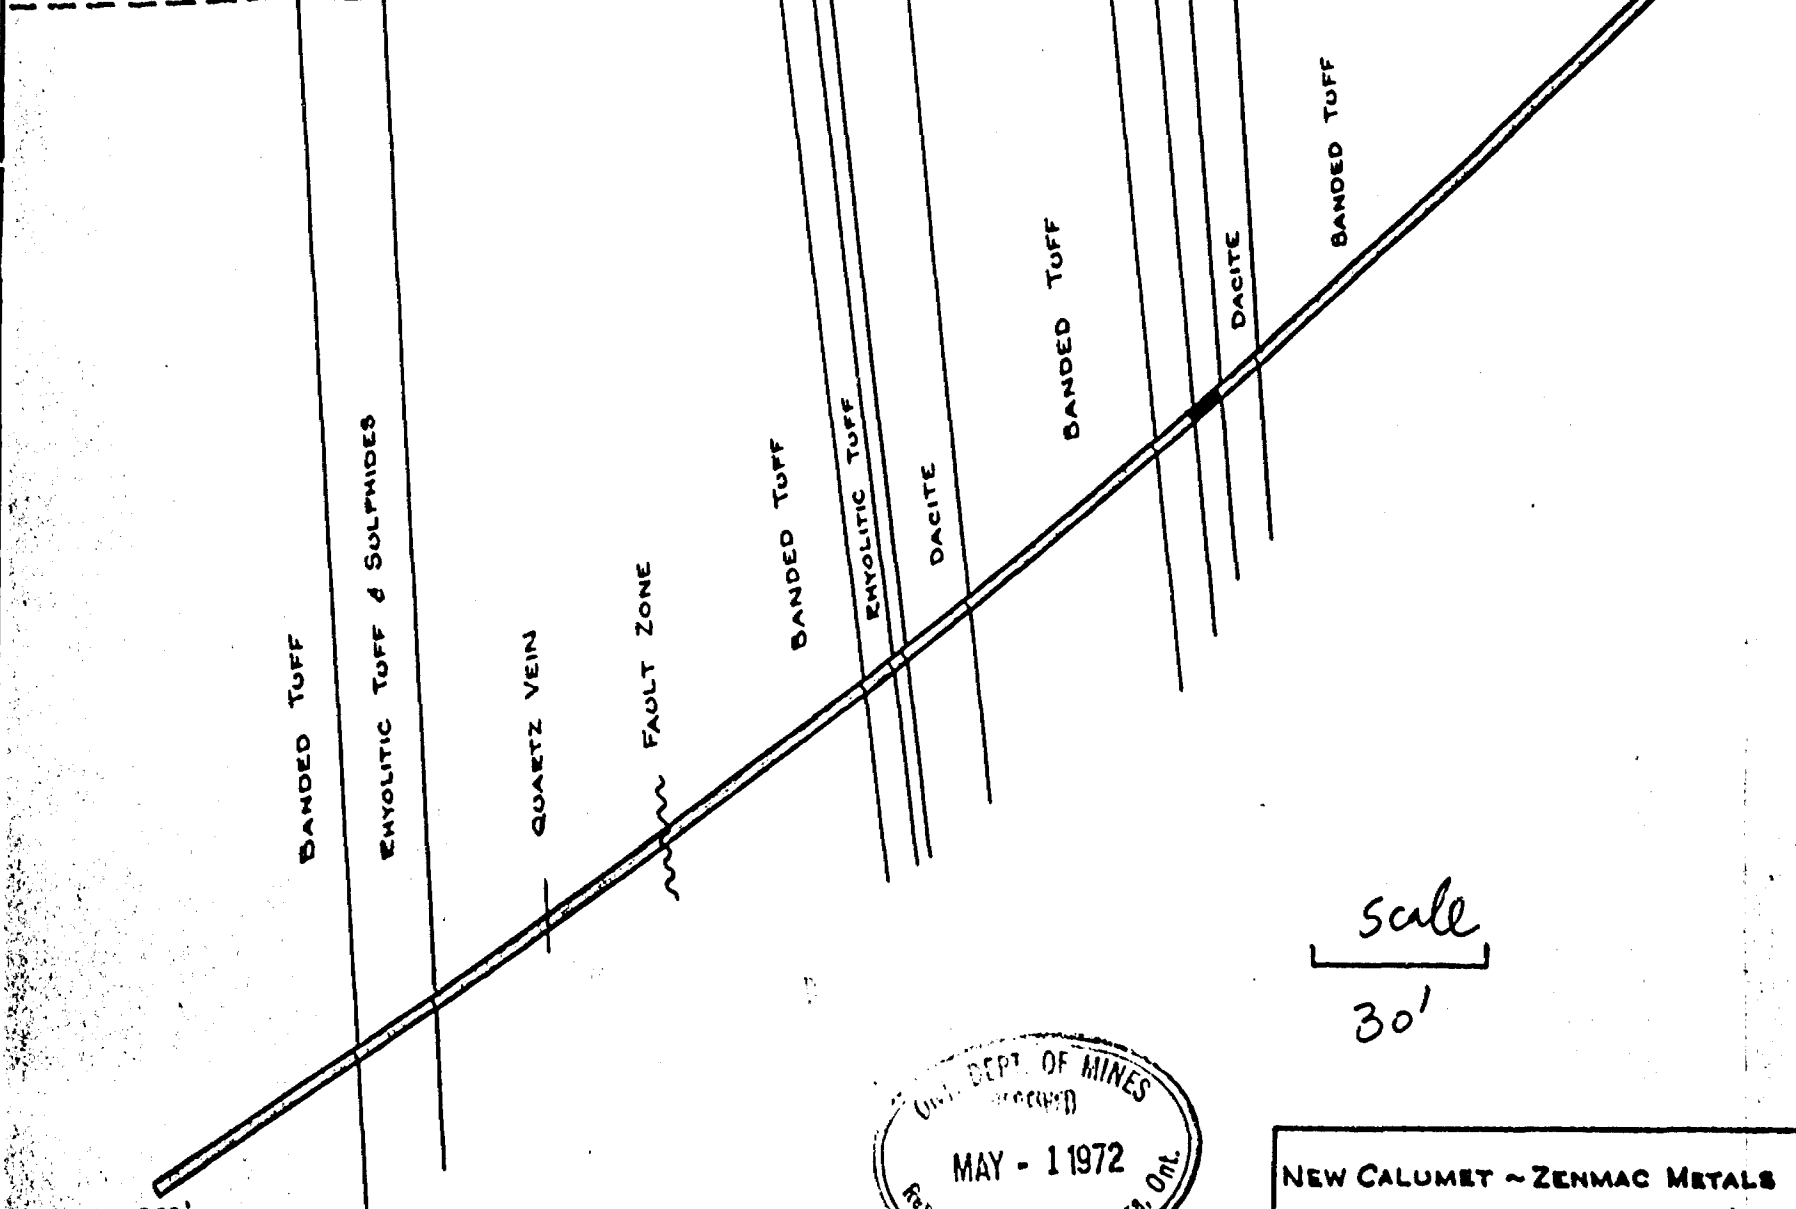 BANDED TUFF
RHYOLITIC TUFF & SULPHIDES
QUARTZ VEIN
FAULT ZONE
BANDED TUFF
RHYOLITIC TUFF
DACITE
BANDED TUFF
DACITE
BANDED TUFF
scale
30'
ONT. DEPT. OF MINES
RECEIVED
MAY - 1 1972
Ont.
NEW CALUMET ~ ZENMAC METALS